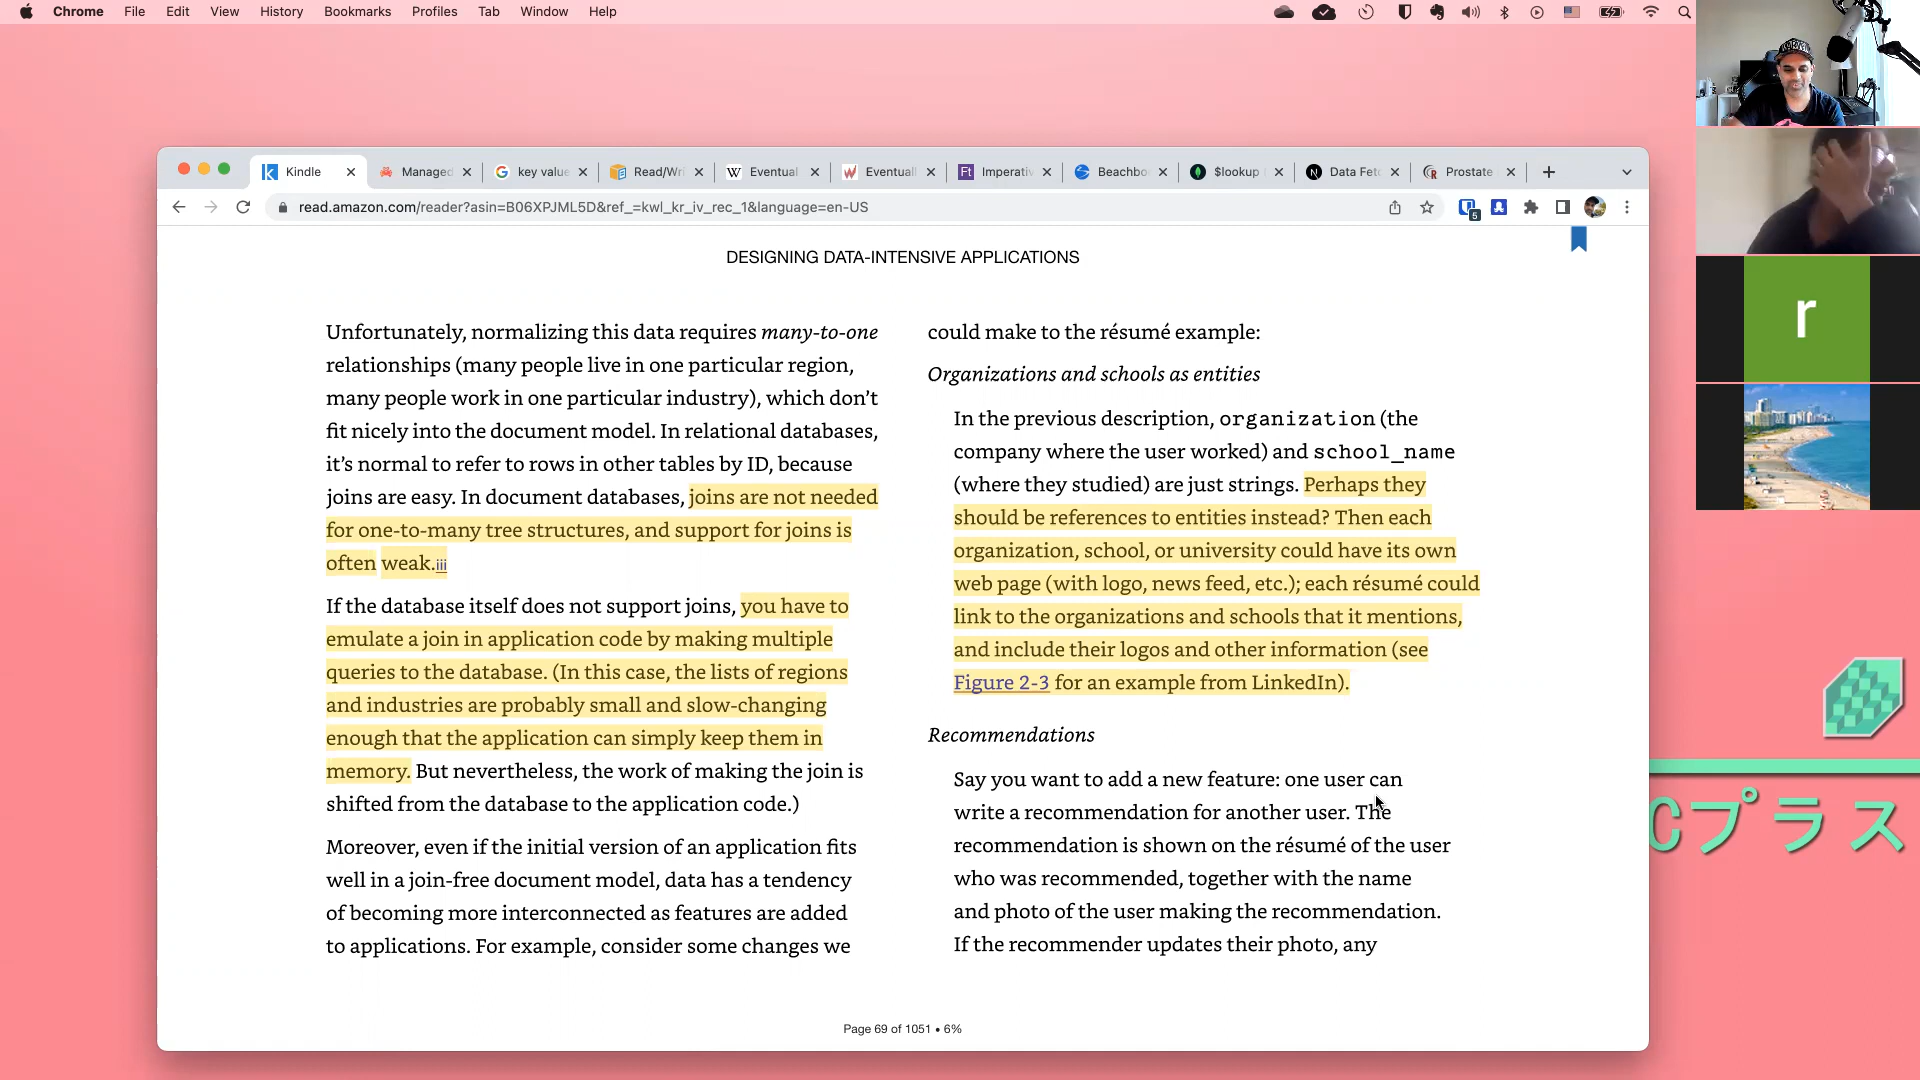 Chrome File Edit View History Bookmarks Profiles Tab Window Help
Kindle Managed key value Read/Wri Eventual Eventuall Imperativ Beachbo $lookup Data Fetc Prostate
read.amazon.com/reader?asin=B06XPJML5D&ref_=kwl_kr_iv_rec_1&language=en-US
5
DESIGNING DATA-INTENSIVE APPLICATIONS
Unfortunately, normalizing this data requires many-to-one
relationships (many people live in one particular region,
many people work in one particular industry), which don’t
fit nicely into the document model. In relational databases,
it’s normal to refer to rows in other tables by ID, because
joins are easy. In document databases, joins are not needed
for one-to-many tree structures, and support for joins is
often weak.iii
If the database itself does not support joins, you have to
emulate a join in application code by making multiple
queries to the database. (In this case, the lists of regions
and industries are probably small and slow-changing
enough that the application can simply keep them in
memory. But nevertheless, the work of making the join is
shifted from the database to the application code.)
Moreover, even if the initial version of an application fits
well in a join-free document model, data has a tendency
of becoming more interconnected as features are added
to applications. For example, consider some changes we
could make to the résumé example:
Organizations and schools as entities
In the previous description, organization (the
company where the user worked) and school_name
(where they studied) are just strings. Perhaps they
should be references to entities instead? Then each
organization, school, or university could have its own
web page (with logo, news feed, etc.); each résumé could
link to the organizations and schools that it mentions,
and include their logos and other information (see
Figure 2-3 for an example from LinkedIn).
Recommendations
Say you want to add a new feature: one user can
write a recommendation for another user. The
recommendation is shown on the résumé of the user
who was recommended, together with the name
and photo of the user making the recommendation.
If the recommender updates their photo, any
Page 69 of 1051 • 6%
r
Cプラス